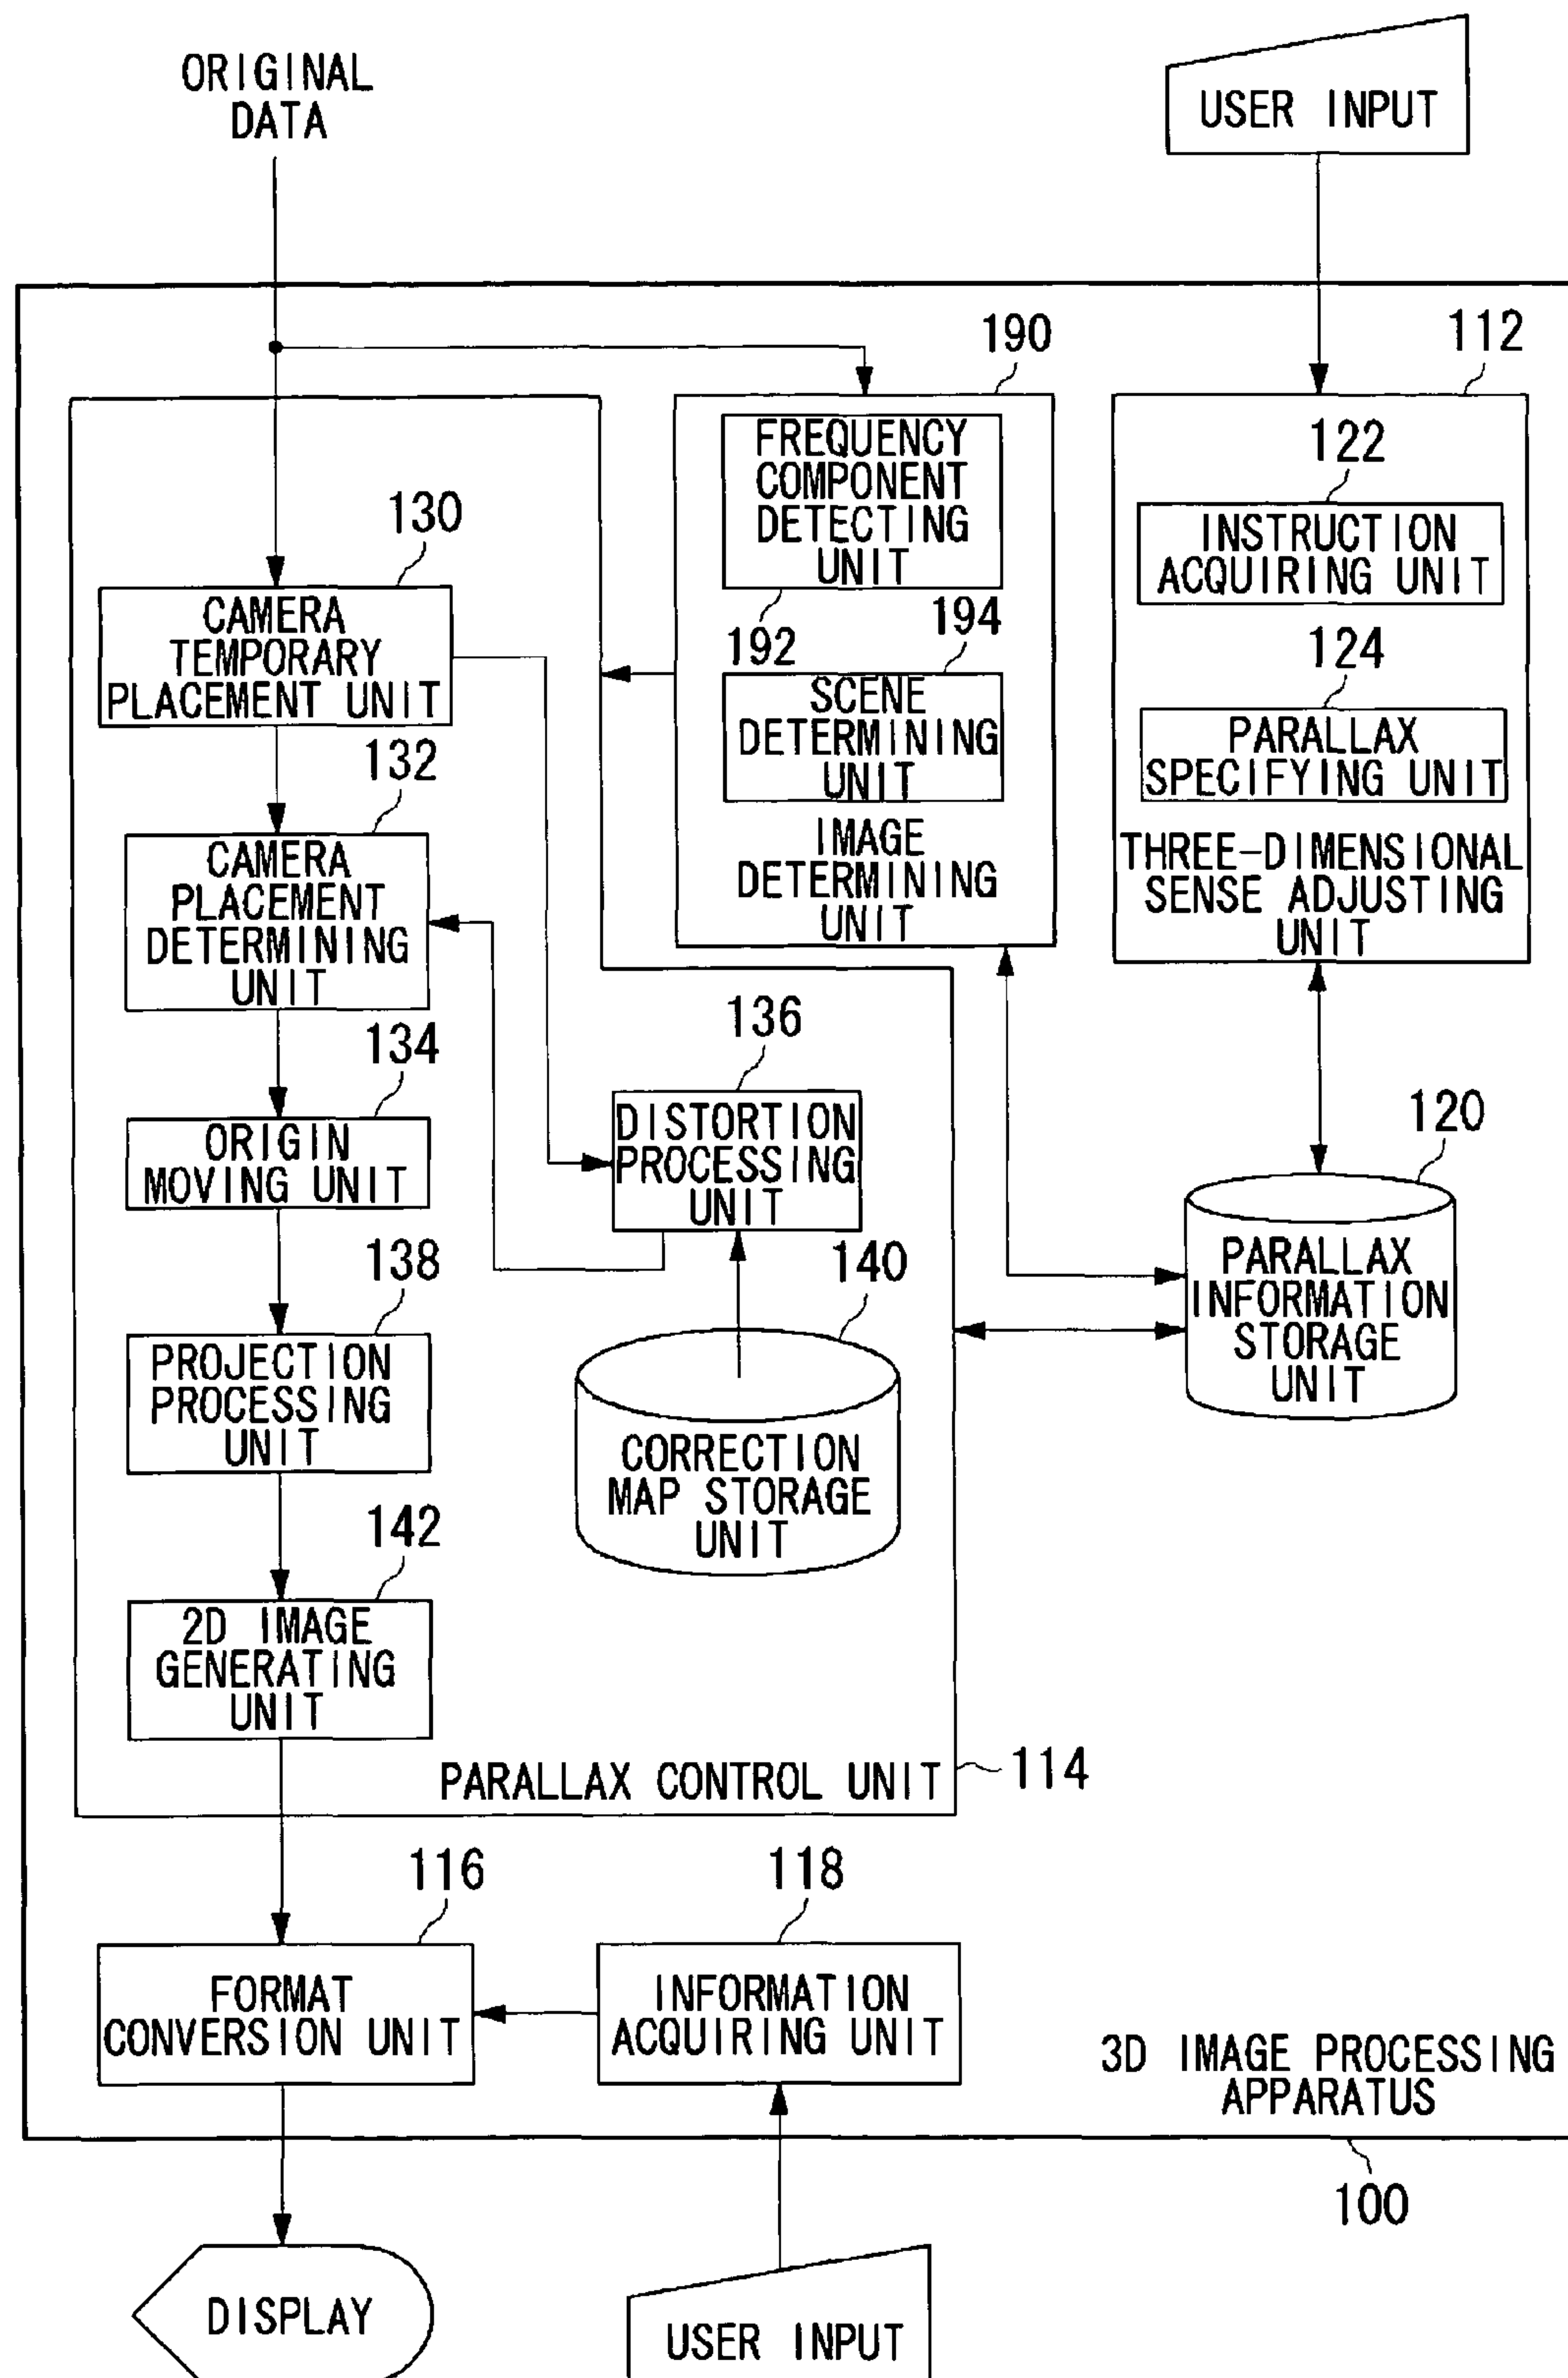 ORIGINAL
DATA
USER INPUT
190
112
FREQUENCY
COMPONENT
DETECTING
UNIT
122
INSTRUCTION
ACQUIRING UNIT
130
CAMERA
TEMPORARY
PLACEMENT UNIT
192
194
SCENE
DETERMINING
UNIT
124
PARALLAX
SPECIFYING UNIT
132
IMAGE
DETERMINING
UNIT
THREE-DIMENSIONAL
SENSE ADJUSTING
UNIT
CAMERA
PLACEMENT
DETERMINING
UNIT
134
136
120
ORIGIN
MOVING UNIT
DISTORTION
PROCESSING
UNIT
138
140
PARALLAX
INFORMATION
STORAGE
UNIT
PROJECTION
PROCESSING
UNIT
CORRECTION
MAP STORAGE
UNIT
142
2D IMAGE
GENERATING
UNIT
PARALLAX CONTROL UNIT
114
116
118
FORMAT
CONVERSION UNIT
INFORMATION
ACQUIRING UNIT
3D IMAGE PROCESSING
APPARATUS
100
DISPLAY
USER INPUT